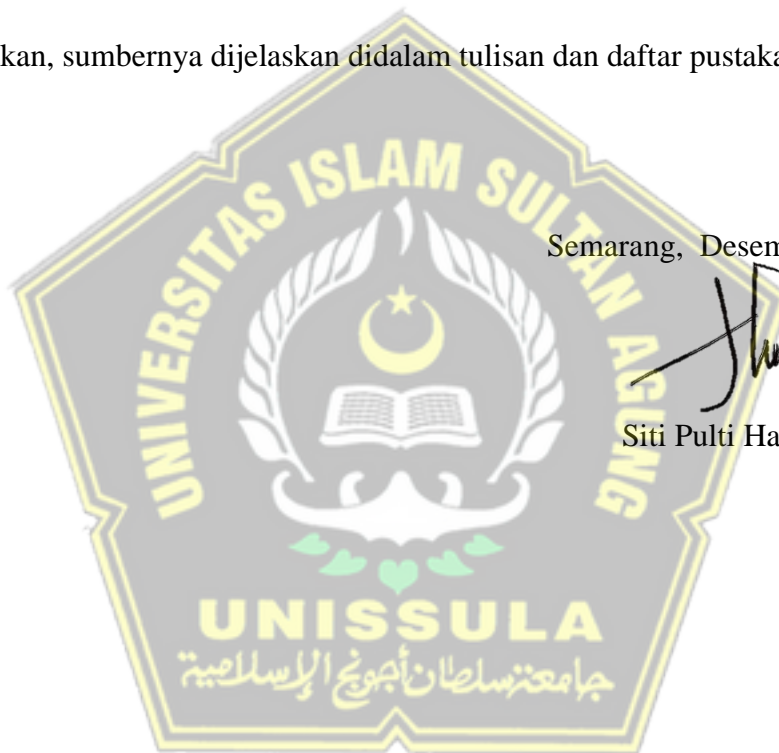 kan, sumbernya dijelaskan didalam tulisan dan daftar pustaka
UNIVERSITAS ISLAM SULTAN AGUNG
Semarang, Desem
Siti Pulti Ha
UNISSULA
جامعة سلطان أجونج الإسلامية